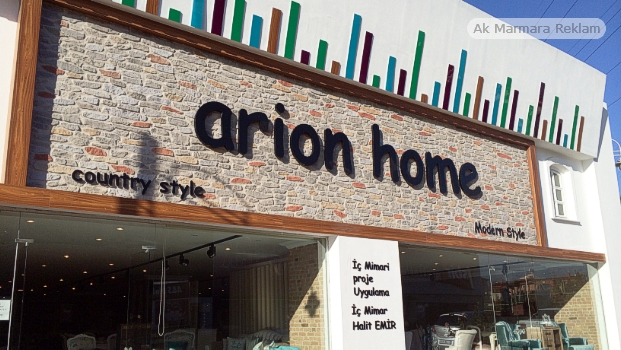 Ak Marmara Reklam
arion home
country style
Modern Style
İç Mimari
proje
Uygulama
İç Mimar
Halit EMİR